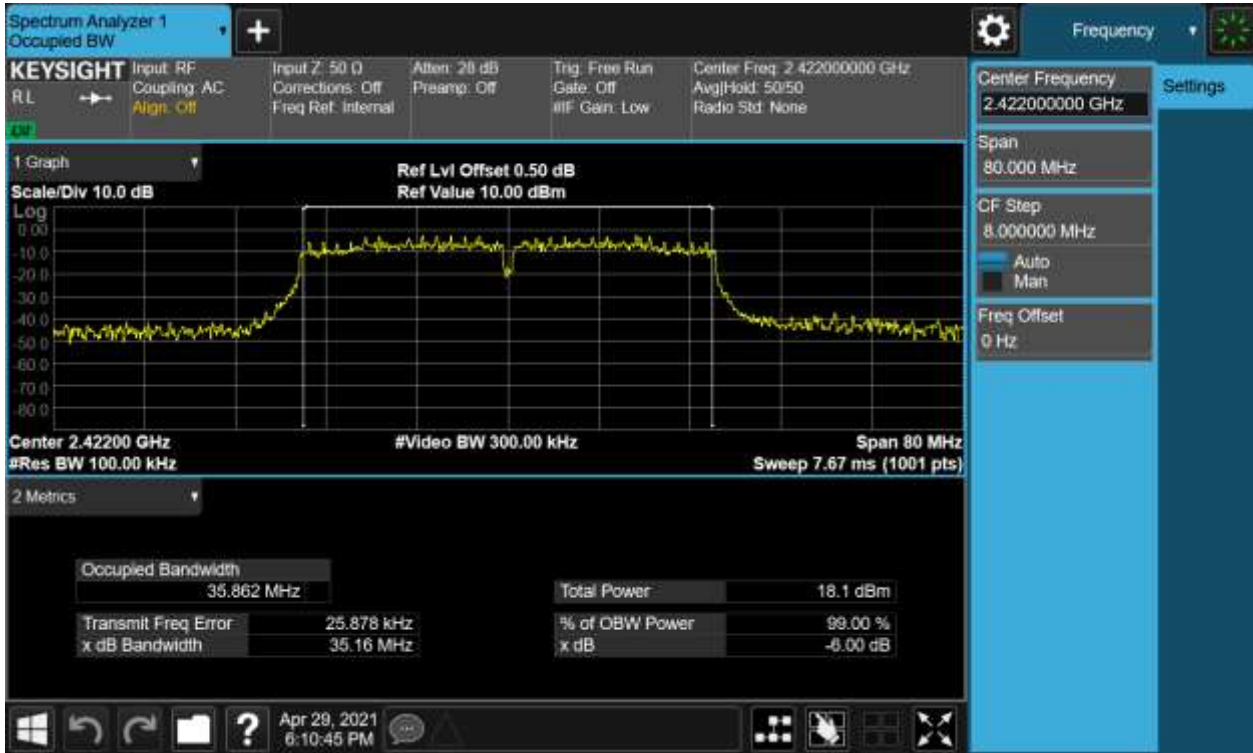 Spectrum Analyzer 1
Occupied BW
+
Frequency
KEYSIGHT
RL
Input: RF
Coupling: AC
Align: Off
Input Z: 50 Ω
Corrections: Off
Freq Ref: Internal
Atten: 28 dB
Preamp: Off
Trig: Free Run
Gate: Off
#IF Gain: Low
Center Freq: 2.422000000 GHz
Avg|Hold: 50/50
Radio Std: None
Center Frequency
2.422000000 GHz
Settings
Span
80.000 MHz
CF Step
8.000000 MHz
Auto
Man
Freq Offset
0 Hz
1 Graph
Scale/Div 10.0 dB
Ref Lvl Offset 0.50 dB
Ref Value 10.00 dBm
Log
0.00
-10.0
-20.0
-30.0
-40.0
-50.0
-60.0
-70.0
-80.0
Center 2.42200 GHz
#Video BW 300.00 kHz
Span 80 MHz
#Res BW 100.00 kHz
Sweep 7.67 ms (1001 pts)
2 Metrics
Occupied Bandwidth
35.862 MHz
Total Power 18.1 dBm
Transmit Freq Error 25.878 kHz
% of OBW Power 99.00 %
x dB Bandwidth 35.16 MHz
x dB -6.00 dB
?
Apr 29, 2021
6:10:45 PM